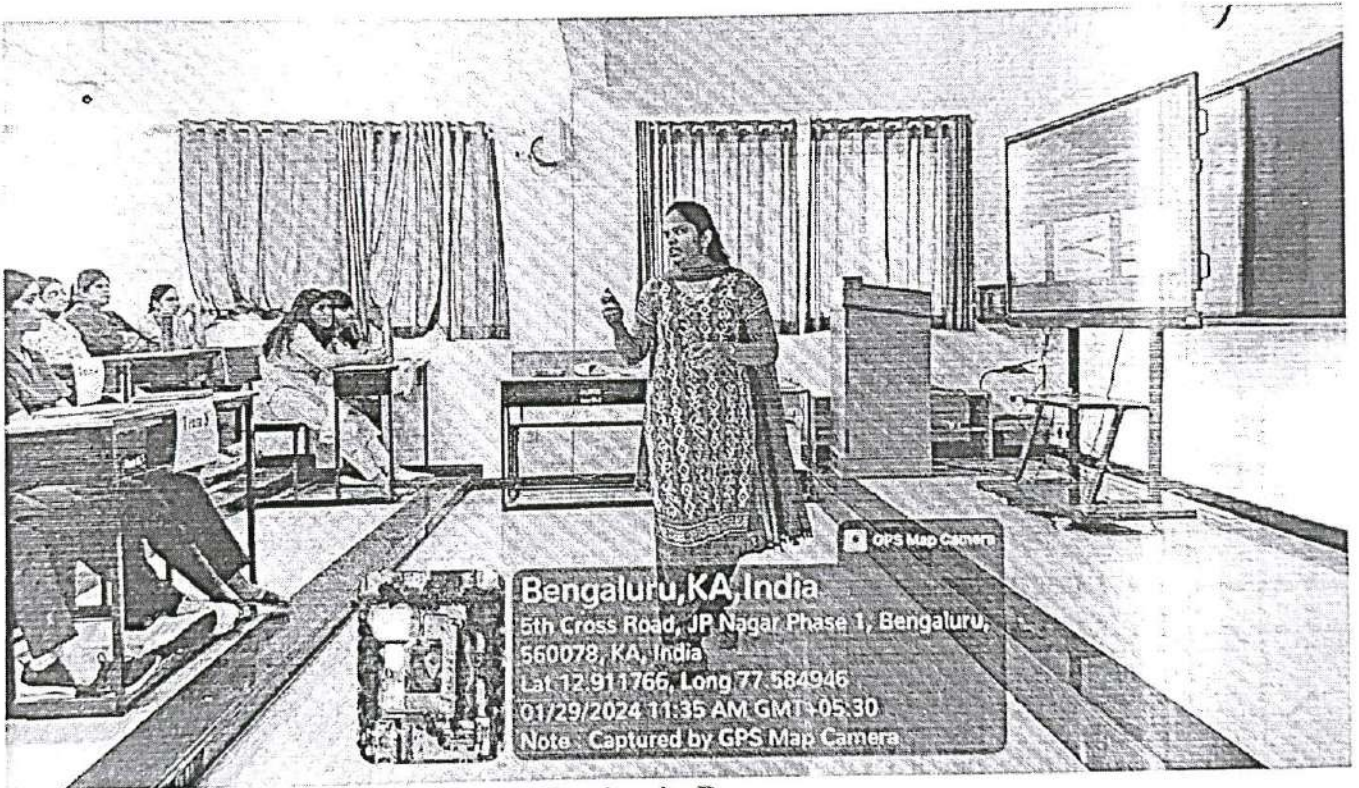 GPS Map Camera
Bengaluru,KA,India
5th Cross Road, JP Nagar Phase 1, Bengaluru,
560078, KA, India
Lat 12.911766, Long 77.584946
01/29/2024 11:35 AM GMT+05:30
Note : Captured by GPS Map Camera